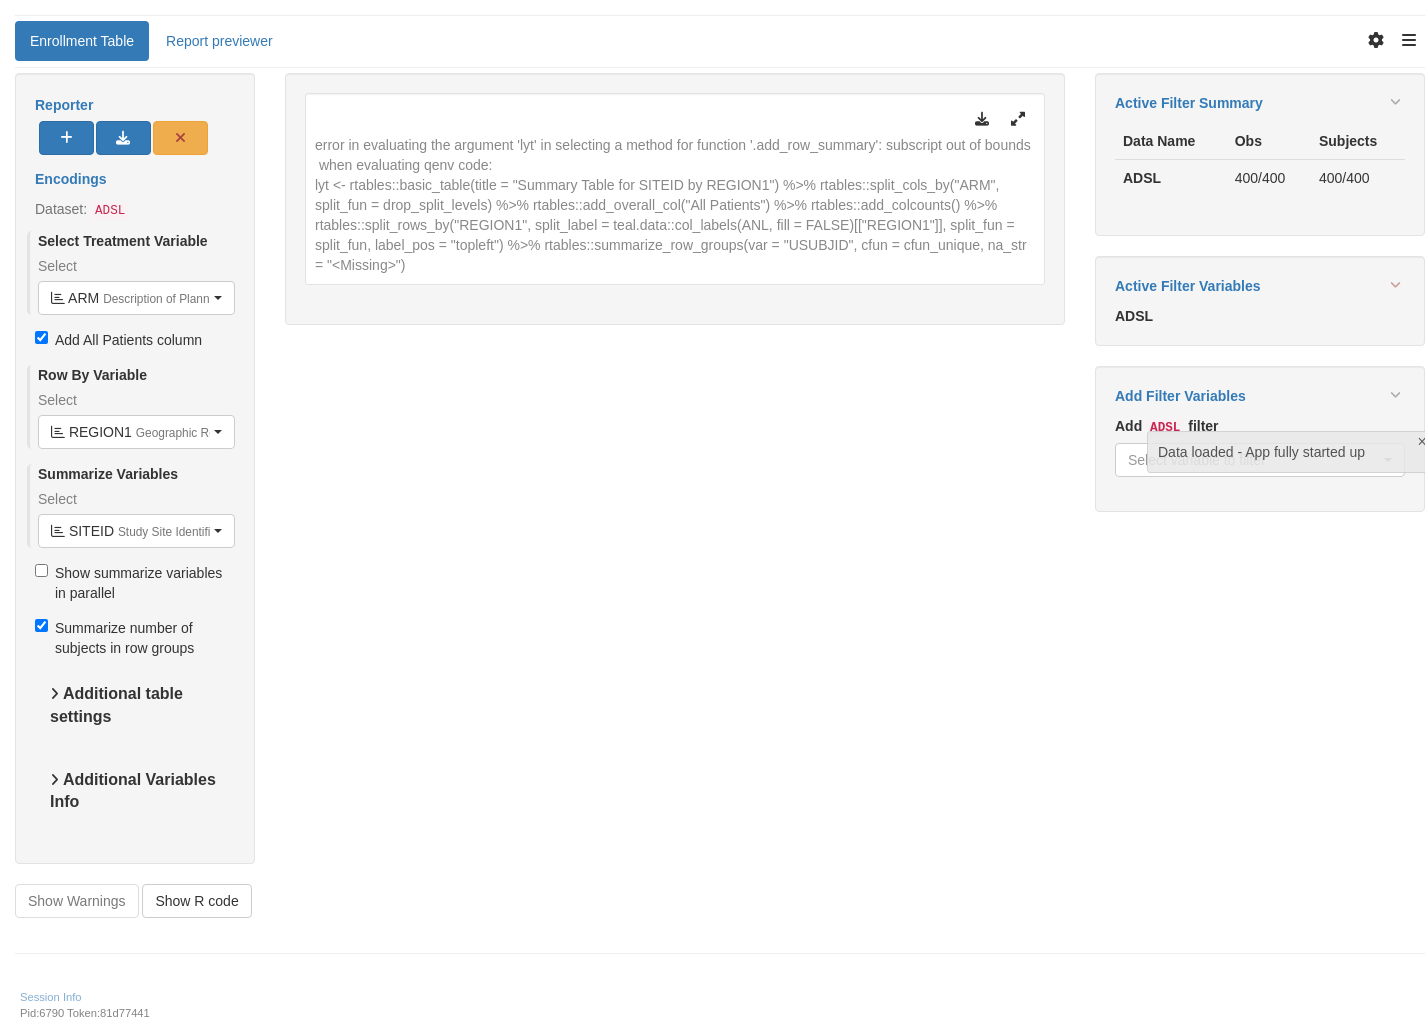 Enrollment Table
Report previewer
Reporter
Encodings
Dataset: ADSL
Select Treatment Variable
Select
ARM Description of Plann
Add All Patients column
Row By Variable
Select
REGION1 Geographic R
Summarize Variables
Select
SITEID Study Site Identifi
Show summarize variables
in parallel
Summarize number of
subjects in row groups
Additional table
settings
Additional Variables
Info
Show Warnings
Show R code
error in evaluating the argument 'lyt' in selecting a method for function '.add_row_summary': subscript out of bounds
when evaluating qenv code:
lyt <- rtables::basic_table(title = "Summary Table for SITEID by REGION1") %>% rtables::split_cols_by("ARM",
split_fun = drop_split_levels) %>% rtables::add_overall_col("All Patients") %>% rtables::add_colcounts() %>%
rtables::split_rows_by("REGION1", split_label = teal.data::col_labels(ANL, fill = FALSE)[["REGION1"]], split_fun =
split_fun, label_pos = "topleft") %>% rtables::summarize_row_groups(var = "USUBJID", cfun = cfun_unique, na_str
= "<Missing>")
Active Filter Summary
Data Name Obs Subjects
ADSL 400/400 400/400
Active Filter Variables
ADSL
Add Filter Variables
Add ADSL filter
Select variable to filter
Data loaded - App fully started up
×
Session Info
Pid:6790 Token:81d77441